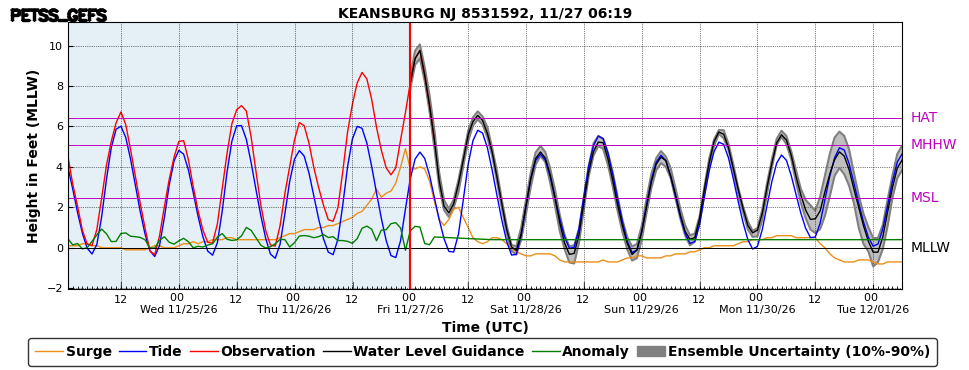 PETSS_GEFS
KEANSBURG NJ 8531592, 11/27 06:19
Height in Feet (MLLW)
10
8
6
4
2
0
−2
HAT
MHHW
MSL
MLLW
12 00 12 00 12 00 12 00 12 00 12 00 12 00
Wed 11/25/26 Thu 11/26/26 Fri 11/27/26 Sat 11/28/26 Sun 11/29/26 Mon 11/30/26 Tue 12/01/26
Time (UTC)
Surge Tide Observation Water Level Guidance Anomaly Ensemble Uncertainty (10%-90%)